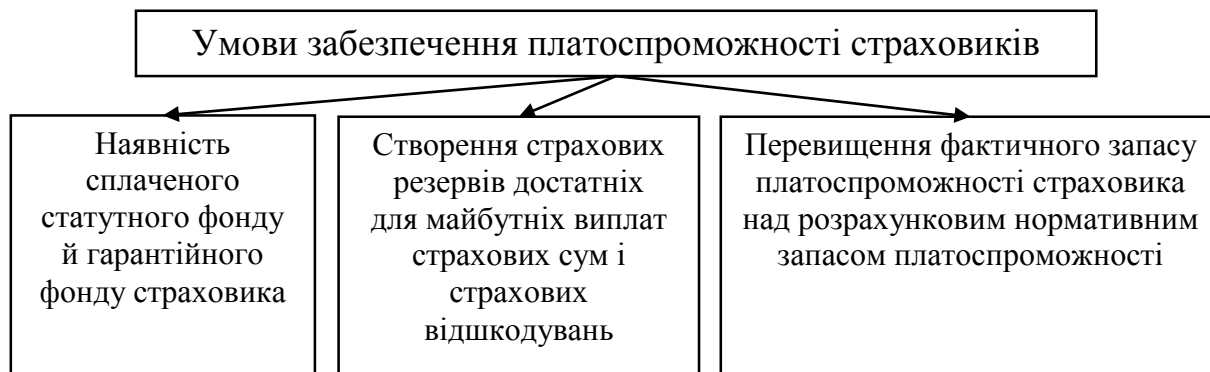 Умови забезпечення платоспроможності страховиків
Наявність
сплаченого
статутного фонду
й гарантійного
фонду страховика
Створення страхових
резервів достатніх
для майбутніх виплат
страхових сум і
страхових
відшкодувань
Перевищення фактичного запасу
платоспроможності страховика
над розрахунковим нормативним
запасом платоспроможності